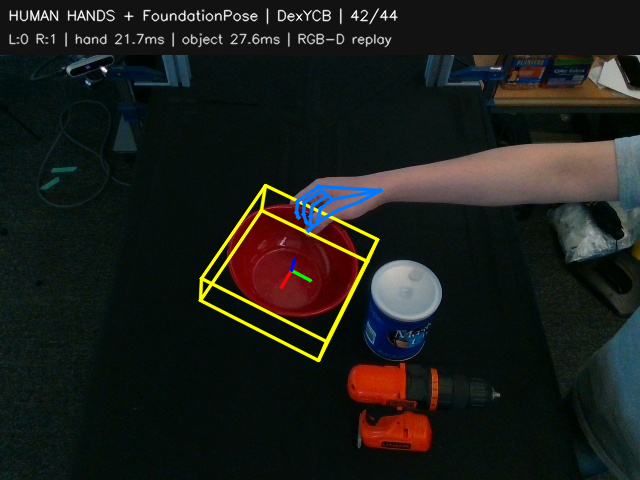 HUMAN HANDS + FoundationPose | DexYCB | 42/44
L:0 R:1 | hand 21.7ms | object 27.6ms | RGB-D replay